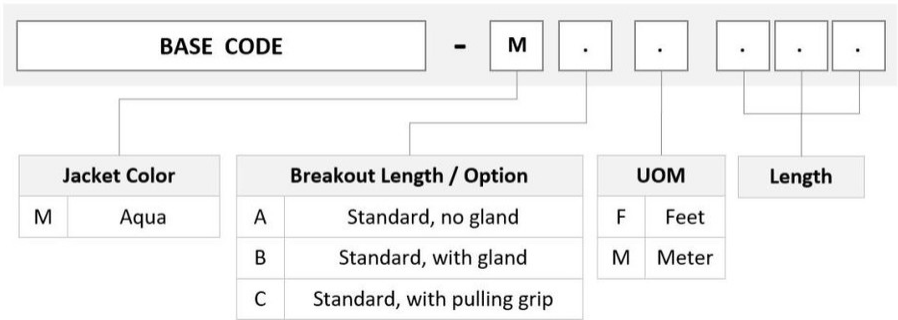 BASE CODE - M . . . . .
Jacket Color
M Aqua
Breakout Length / Option
A Standard, no gland
B Standard, with gland
C Standard, with pulling grip
UOM
F Feet
M Meter
Length